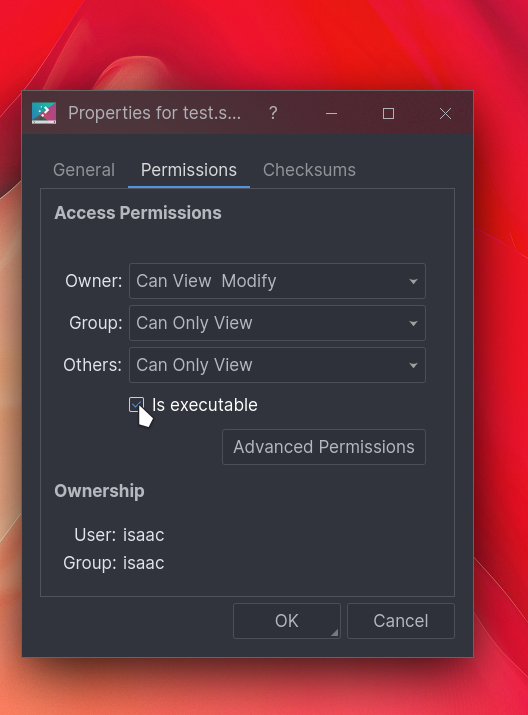 Properties for test.s... ?
General Permissions Checksums
Access Permissions
Owner: Can View  Modify
Group: Can Only View
Others: Can Only View
Is executable
Advanced Permissions
Ownership
User: isaac
Group: isaac
OK Cancel